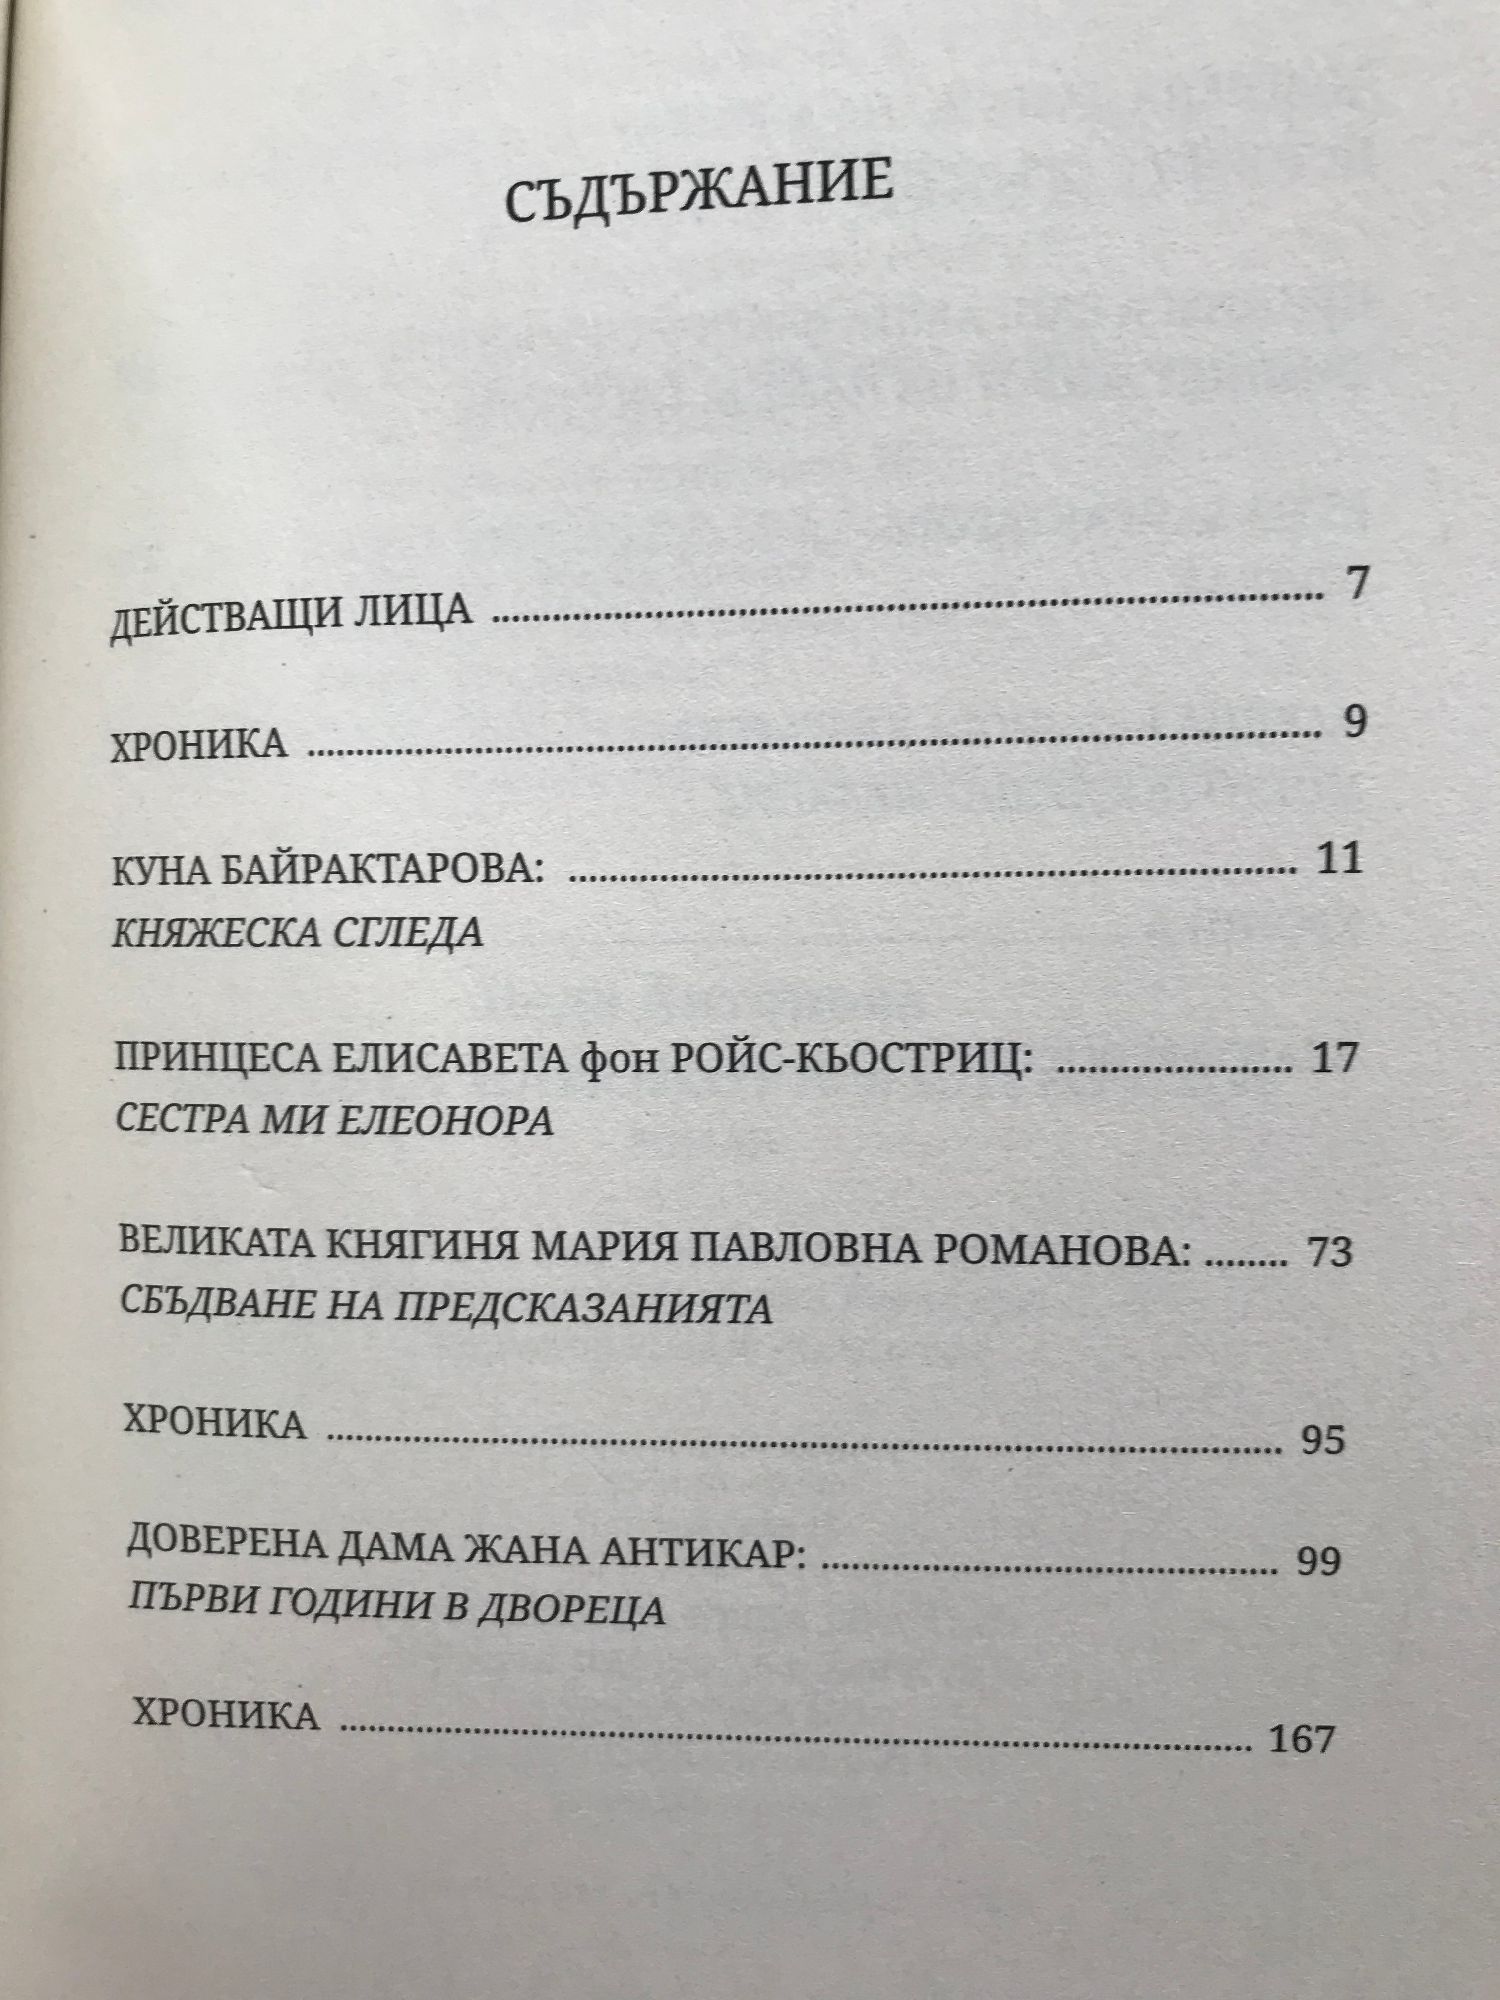 СЪДЪРЖАНИЕ
ДЕЙСТВАЩИ ЛИЦА ........................ 7
ХРОНИКА ........................ 9
КУНА БАЙРАКТАРОВА: ........................ 11
КНЯЖЕСКА СГЛЕДА
ПРИНЦЕСА ЕЛИСАВЕТА фон РОЙС-КЬОСТРИЦ: ........................ 17
СЕСТРА МИ ЕЛЕОНОРА
ВЕЛИКАТА КНЯГИНЯ МАРИЯ ПАВЛОВНА РОМАНОВА: ........ 73
СБЪДВАНЕ НА ПРЕДСКАЗАНИЯТА
ХРОНИКА ........................ 95
ДОВЕРЕНА ДАМА ЖАНА АНТИКАР: ........................ 99
ПЪРВИ ГОДИНИ В ДВОРЕЦА
ХРОНИКА ........................ 167